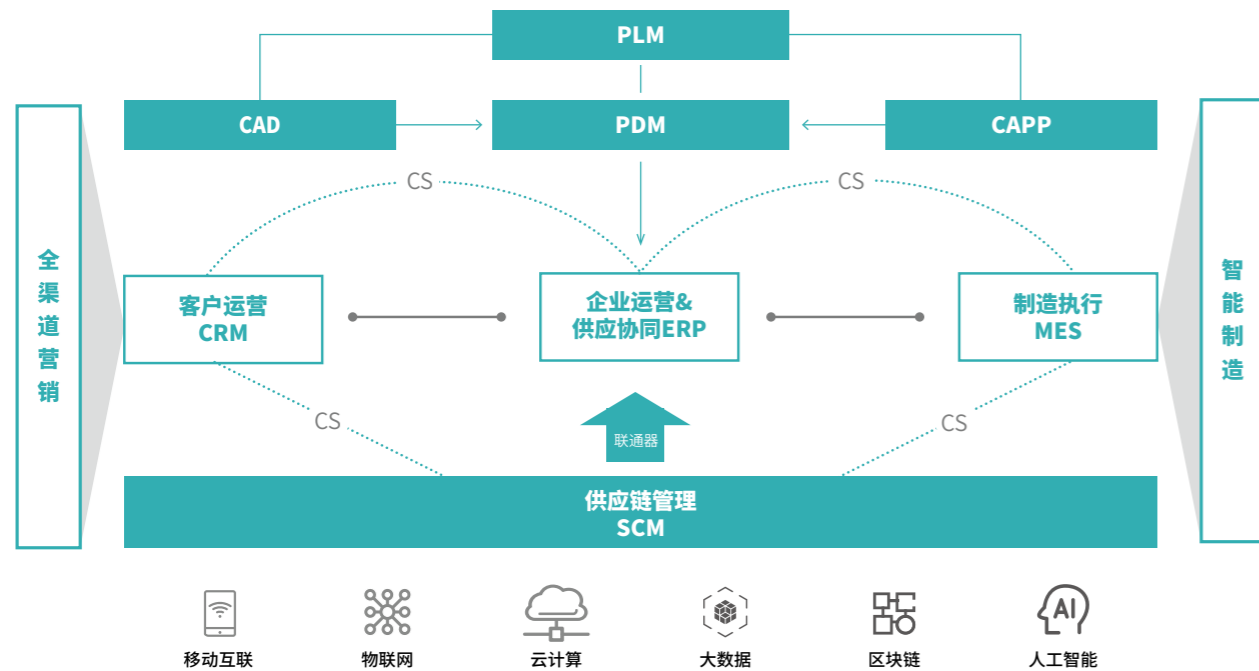 PLM
CAD
PDM
CAPP
CS
CS
全渠道营销
客户运营
CRM
企业运营&
供应协同ERP
制造执行
MES
智能制造
CS
CS
联通器
供应链管理
SCM
AI
移动互联
物联网
云计算
大数据
区块链
人工智能